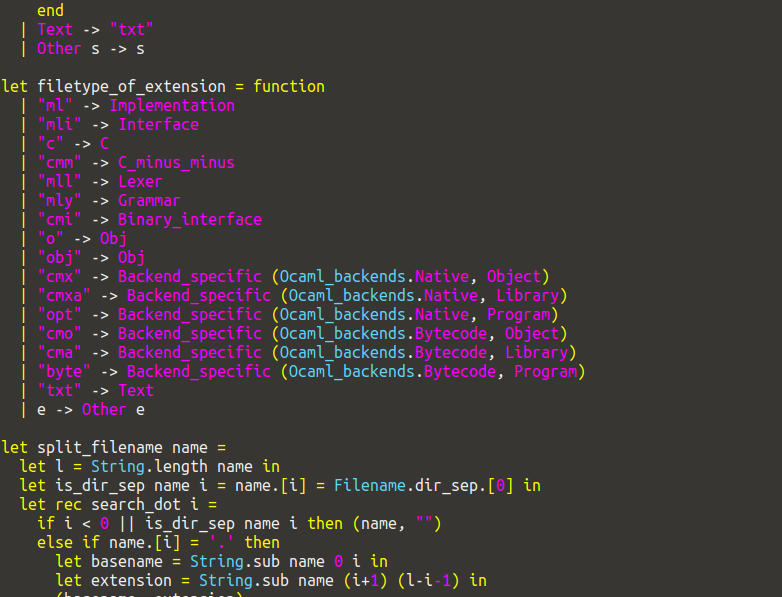 end
  | Text -> "txt"
  | Other s -> s

let filetype_of_extension = function
  | "ml" -> Implementation
  | "mli" -> Interface
  | "c" -> C
  | "cmm" -> C_minus_minus
  | "mll" -> Lexer
  | "mly" -> Grammar
  | "cmi" -> Binary_interface
  | "o" -> Obj
  | "obj" -> Obj
  | "cmx" -> Backend_specific (Ocaml_backends.Native, Object)
  | "cmxa" -> Backend_specific (Ocaml_backends.Native, Library)
  | "opt" -> Backend_specific (Ocaml_backends.Native, Program)
  | "cmo" -> Backend_specific (Ocaml_backends.Bytecode, Object)
  | "cma" -> Backend_specific (Ocaml_backends.Bytecode, Library)
  | "byte" -> Backend_specific (Ocaml_backends.Bytecode, Program)
  | "txt" -> Text
  | e -> Other e

let split_filename name =
  let l = String.length name in
  let is_dir_sep name i = name.[i] = Filename.dir_sep.[0] in
  let rec search_dot i =
    if i < 0 || is_dir_sep name i then (name, "")
    else if name.[i] = '.' then
      let basename = String.sub name 0 i in
      let extension = String.sub name (i+1) (l-i-1) in
      (basename, extension)